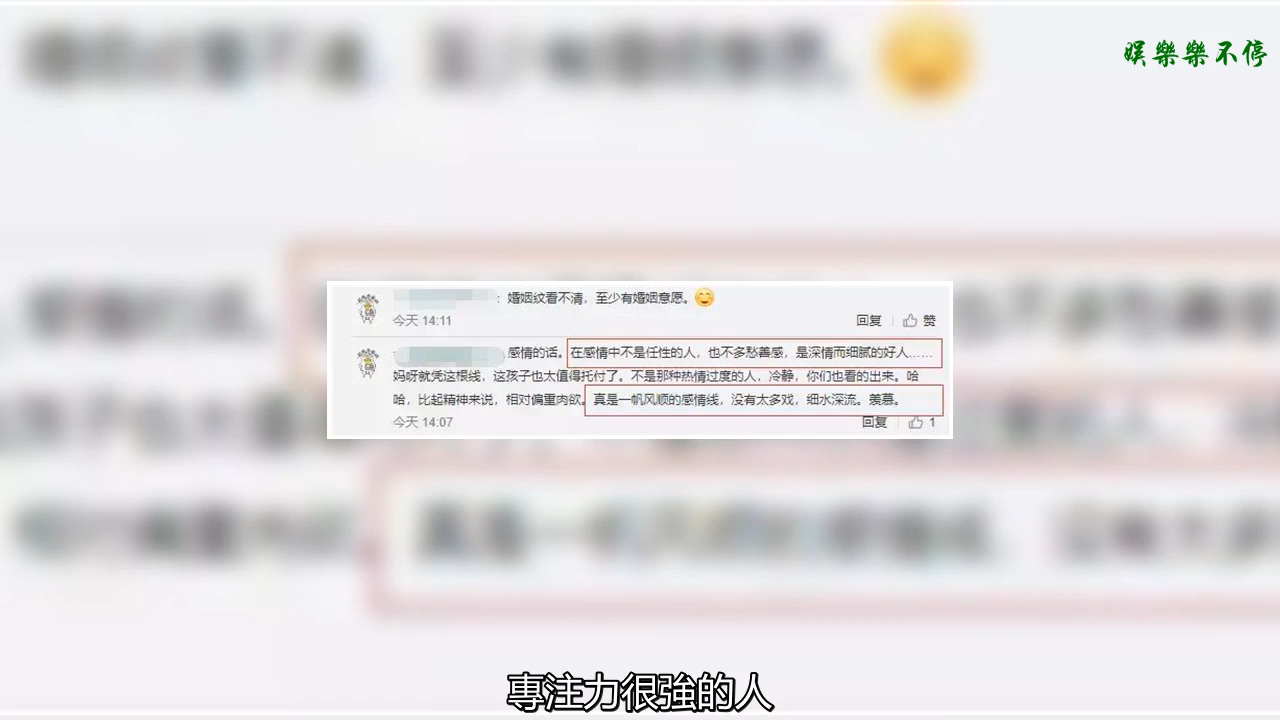 娱樂樂不停
：婚姻纹看不清，至少有婚姻意愿。
今天 14:11
回复
赞
感情的话。在感情中不是任性的人，也不多愁善感，是深情而细腻的好人……
妈呀就凭这根线，这孩子也太值得托付了。不是那种热情过度的人，冷静，你们也看的出来。哈
哈，比起精神来说，相对偏重肉欲。真是一帆风顺的感情线，没有太多戏，细水深流。羡慕。
今天 14:07
回复
1
專注力很強的人